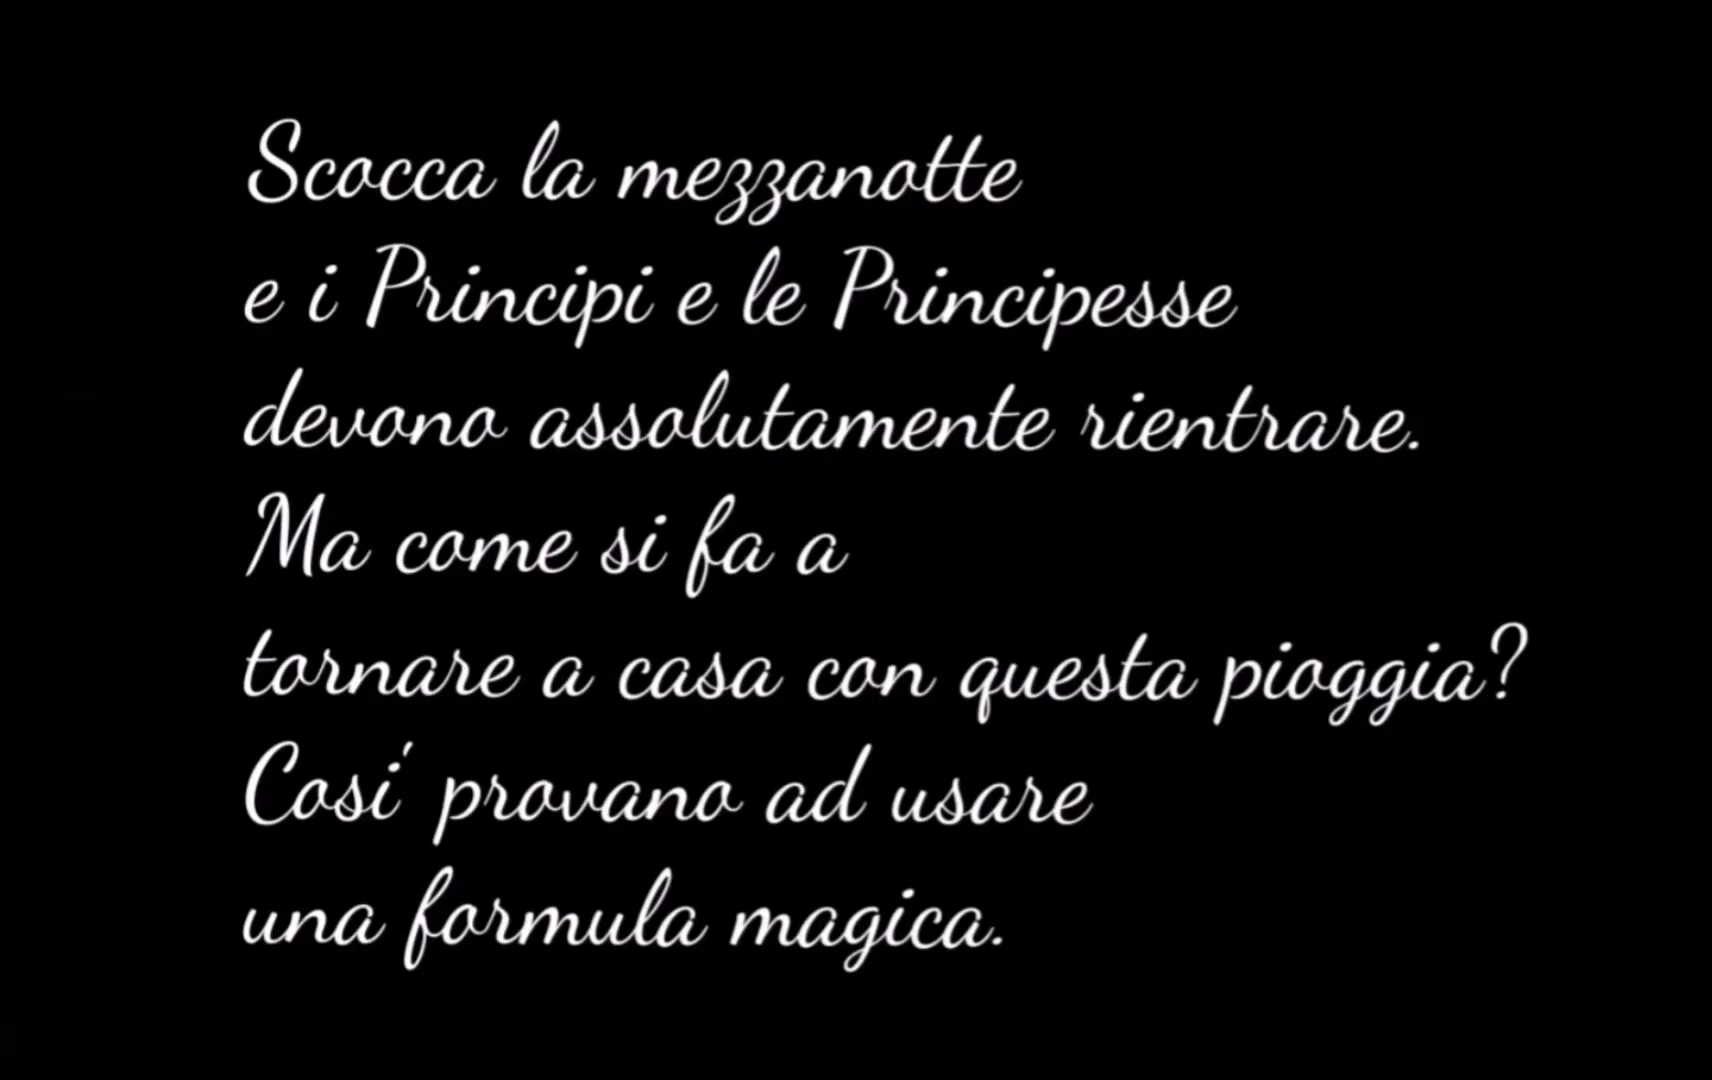 Scocca la mezzanotte
e i Principi e le Principesse
devono assolutamente rientrare.
Ma come si fa a
tornare a casa con questa pioggia?
Cosi' provano ad usare
una formula magica.